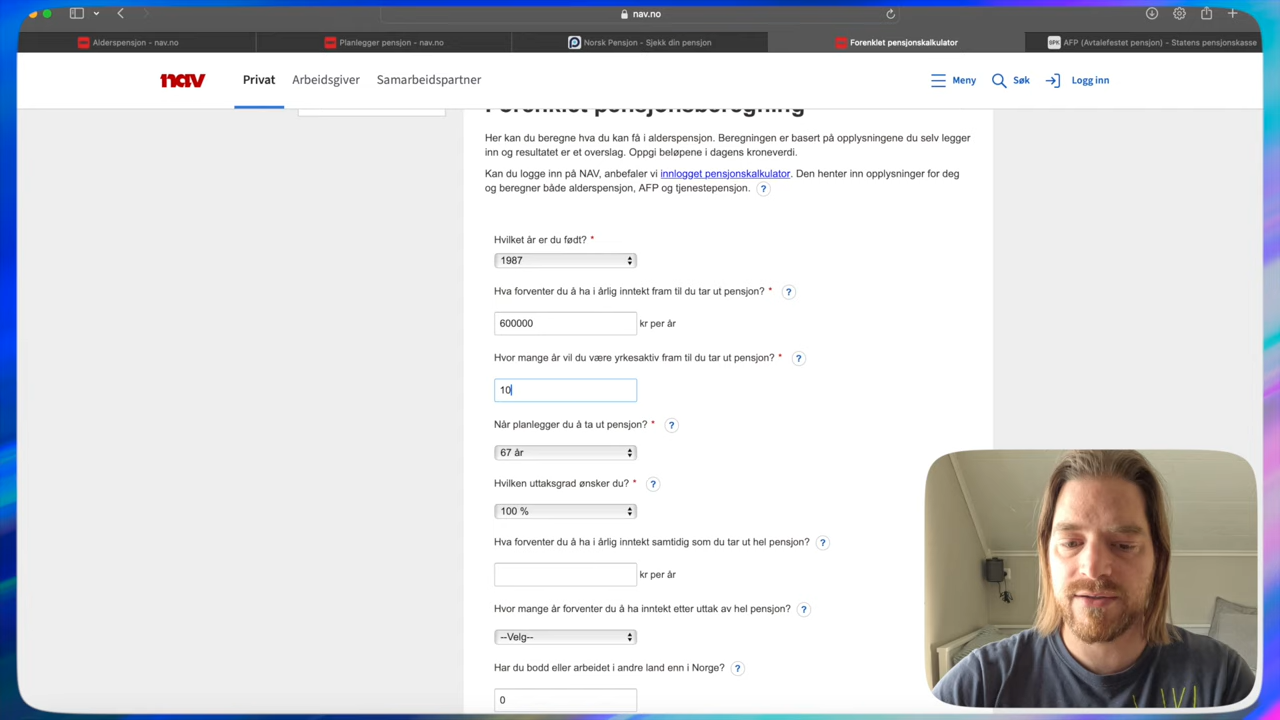 nav.no
Alderspensjon – nav.no
Planlegger pensjon - nav.no
Norsk Pensjon - Sjekk din pensjon
Forenklet pensjonskalkulator
SPK AFP (Avtalefestet pensjon) - Statens pensjonskasse
nav
Privat
Arbeidsgiver
Samarbeidspartner
Meny
Søk
Logg inn
Forenklet pensjonsberegning
Her kan du beregne hva du kan få i alderspensjon. Beregningen er basert på opplysningene du selv legger
inn og resultatet er et overslag. Oppgi beløpene i dagens kroneverdi.
Kan du logge inn på NAV, anbefaler vi innlogget pensjonskalkulator. Den henter inn opplysninger for deg
og beregner både alderspensjon, AFP og tjenestepensjon. ?
Hvilket år er du født? *
1987
Hva forventer du å ha i årlig inntekt fram til du tar ut pensjon? * ?
600000 kr per år
Hvor mange år vil du være yrkesaktiv fram til du tar ut pensjon? * ?
10
Når planlegger du å ta ut pensjon? * ?
67 år
Hvilken uttaksgrad ønsker du? * ?
100 %
Hva forventer du å ha i årlig inntekt samtidig som du tar ut hel pensjon? ?
kr per år
Hvor mange år forventer du å ha inntekt etter uttak av hel pensjon? ?
--Velg--
Har du bodd eller arbeidet i andre land enn i Norge? ?
0